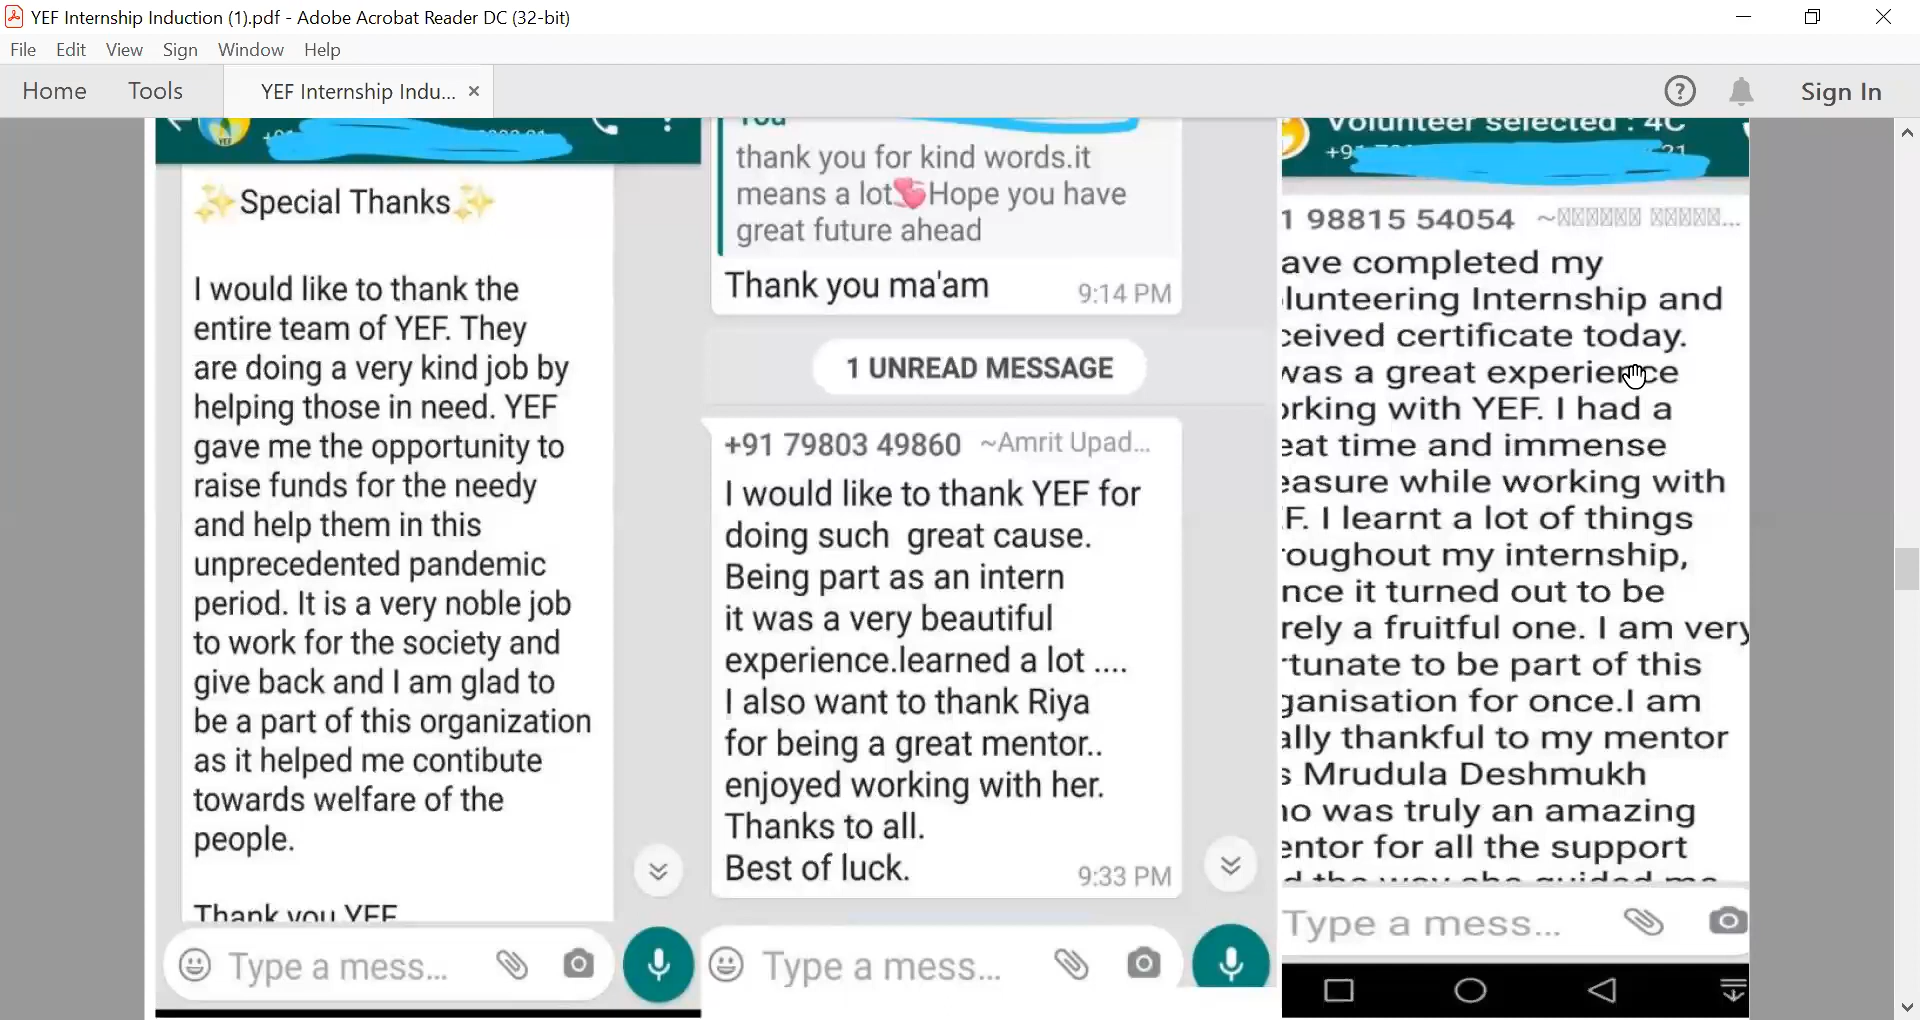 YEF Internship Induction (1).pdf - Adobe Acrobat Reader DC (32-bit)
File Edit View Sign Window Help
Home Tools YEF Internship Indu... × Sign In
✨Special Thanks✨
I would like to thank the
entire team of YEF. They
are doing a very kind job by
helping those in need. YEF
gave me the opportunity to
raise funds for the needy
and help them in this
unprecedented pandemic
period. It is a very noble job
to work for the society and
give back and I am glad to
be a part of this organization
as it helped me contibute
towards welfare of the
people.
Thank you YEF
Type a mess...
You
thank you for kind words.it
means a lot💕Hope you have
great future ahead
Thank you ma'am 9:14 PM
1 UNREAD MESSAGE
+91 79803 49860 ~Amrit Upad...
I would like to thank YEF for
doing such great cause.
Being part as an intern
it was a very beautiful
experience.learned a lot ....
I also want to thank Riya
for being a great mentor..
enjoyed working with her.
Thanks to all.
Best of luck. 9:33 PM
Type a mess...
Volunteer selected : 4C
1 98815 54054
ave completed my
lunteering Internship and
ceived certificate today.
was a great experience
orking with YEF. I had a
eat time and immense
easure while working with
F. I learnt a lot of things
roughout my internship,
nce it turned out to be
rely a fruitful one. I am very
rtunate to be part of this
ganisation for once.I am
ally thankful to my mentor
s Mrudula Deshmukh
ho was truly an amazing
entor for all the support
d the way she guided me
Type a mess...